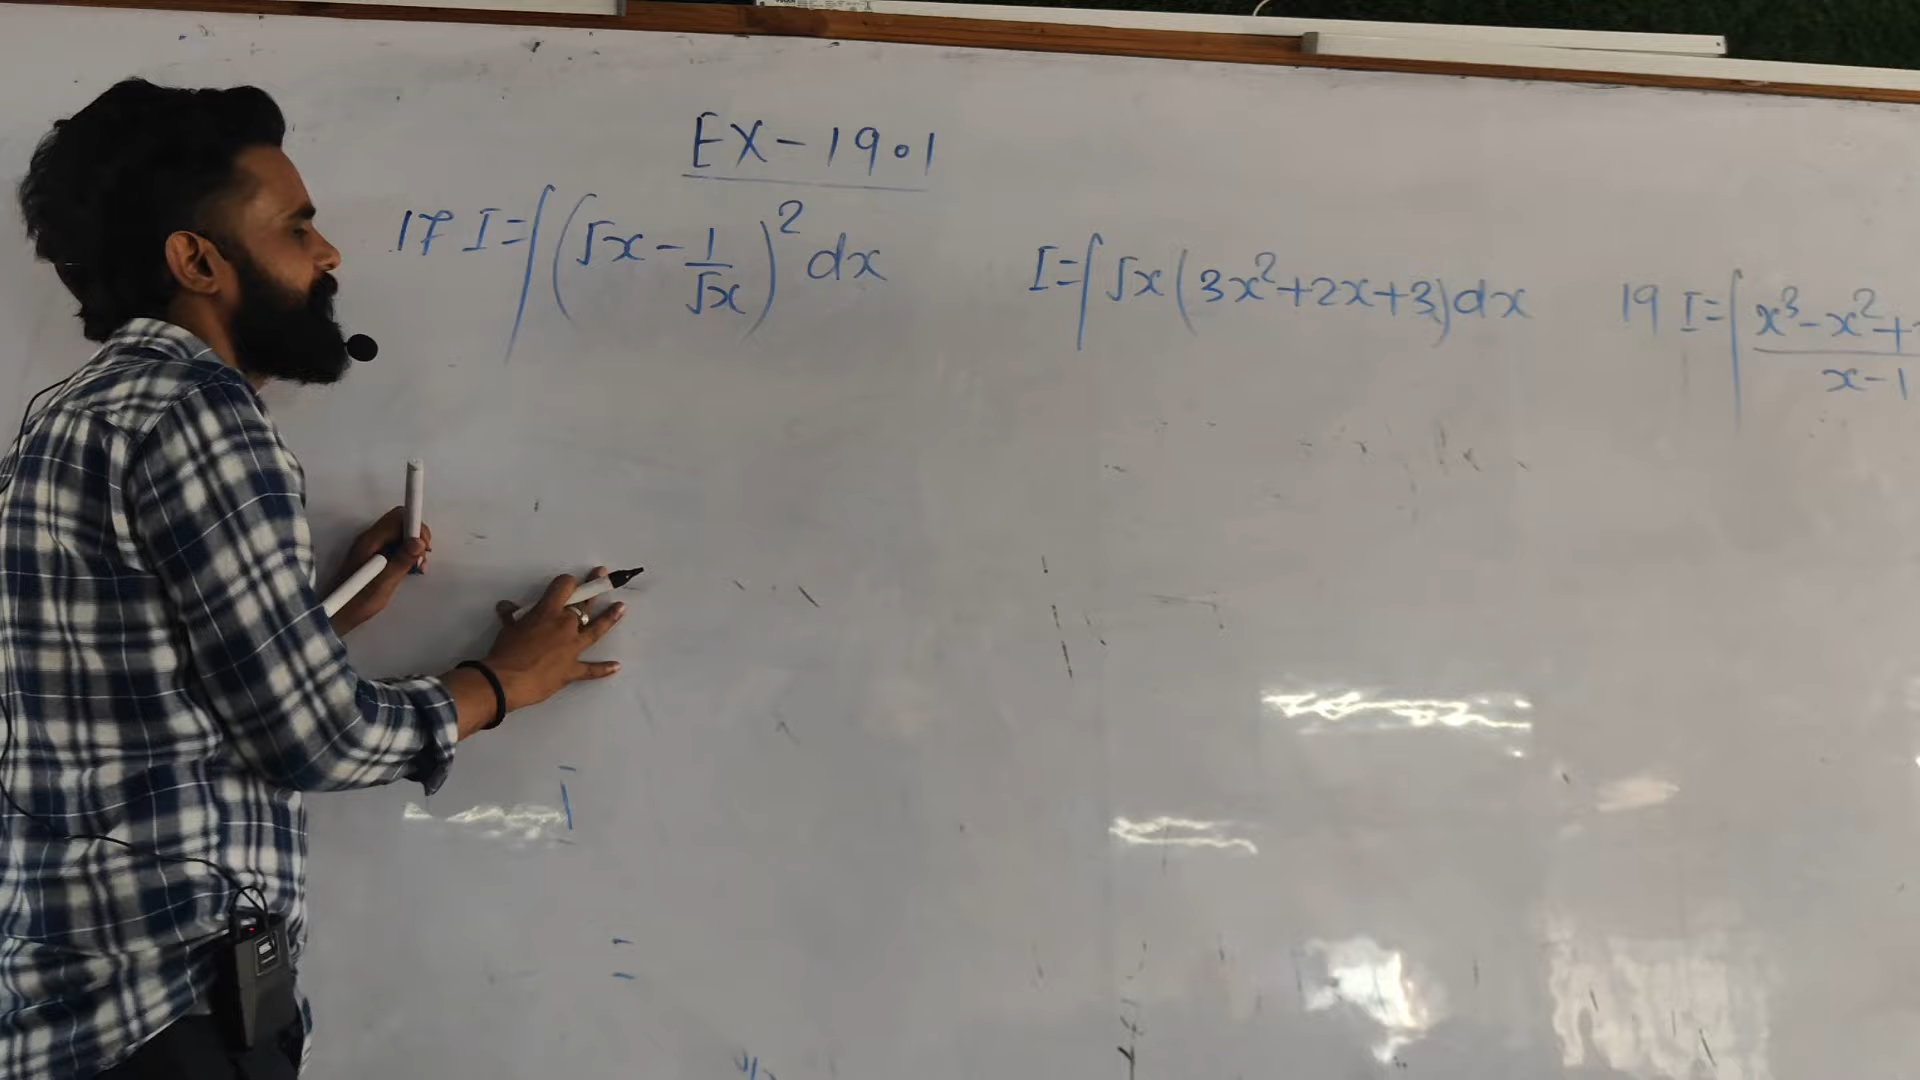 EX-19.1
17 I=∫(√x-1/√x)² dx
I=∫√x(3x²+2x+3)dx
19 I=∫x³-x²+
x-1